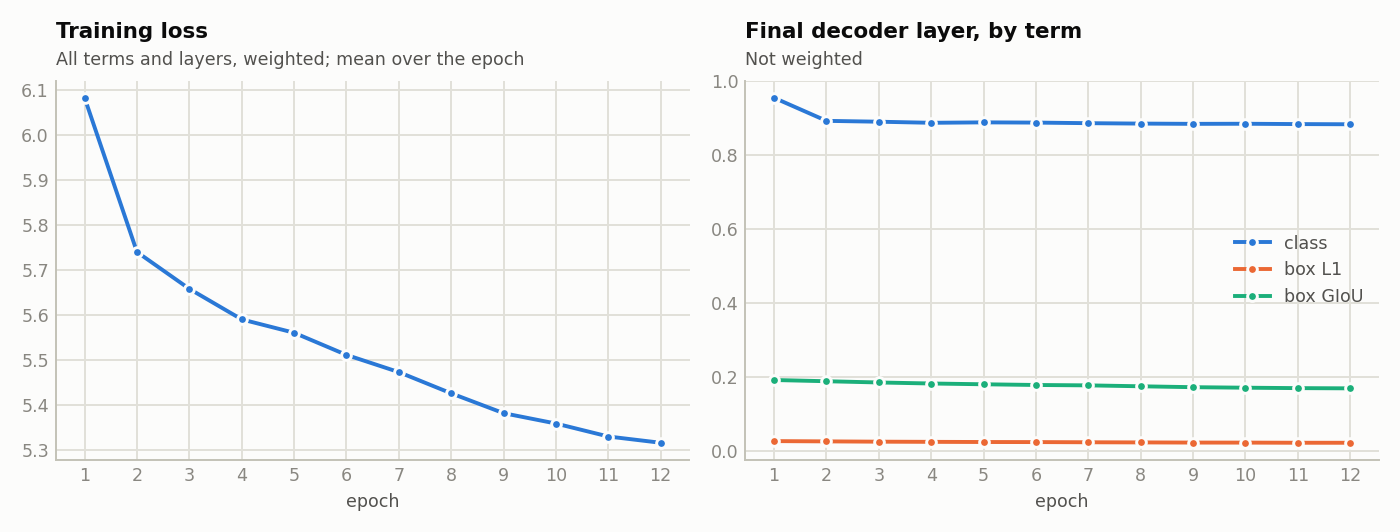 Training loss
All terms and layers, weighted; mean over the epoch
6.1
6.0
5.9
5.8
5.7
5.6
5.5
5.4
5.3
1 2 3 4 5 6 7 8 9 10 11 12
epoch
Final decoder layer, by term
Not weighted
1.0
0.8
0.6
0.4
0.2
0.0
class
box L1
box GIoU
1 2 3 4 5 6 7 8 9 10 11 12
epoch